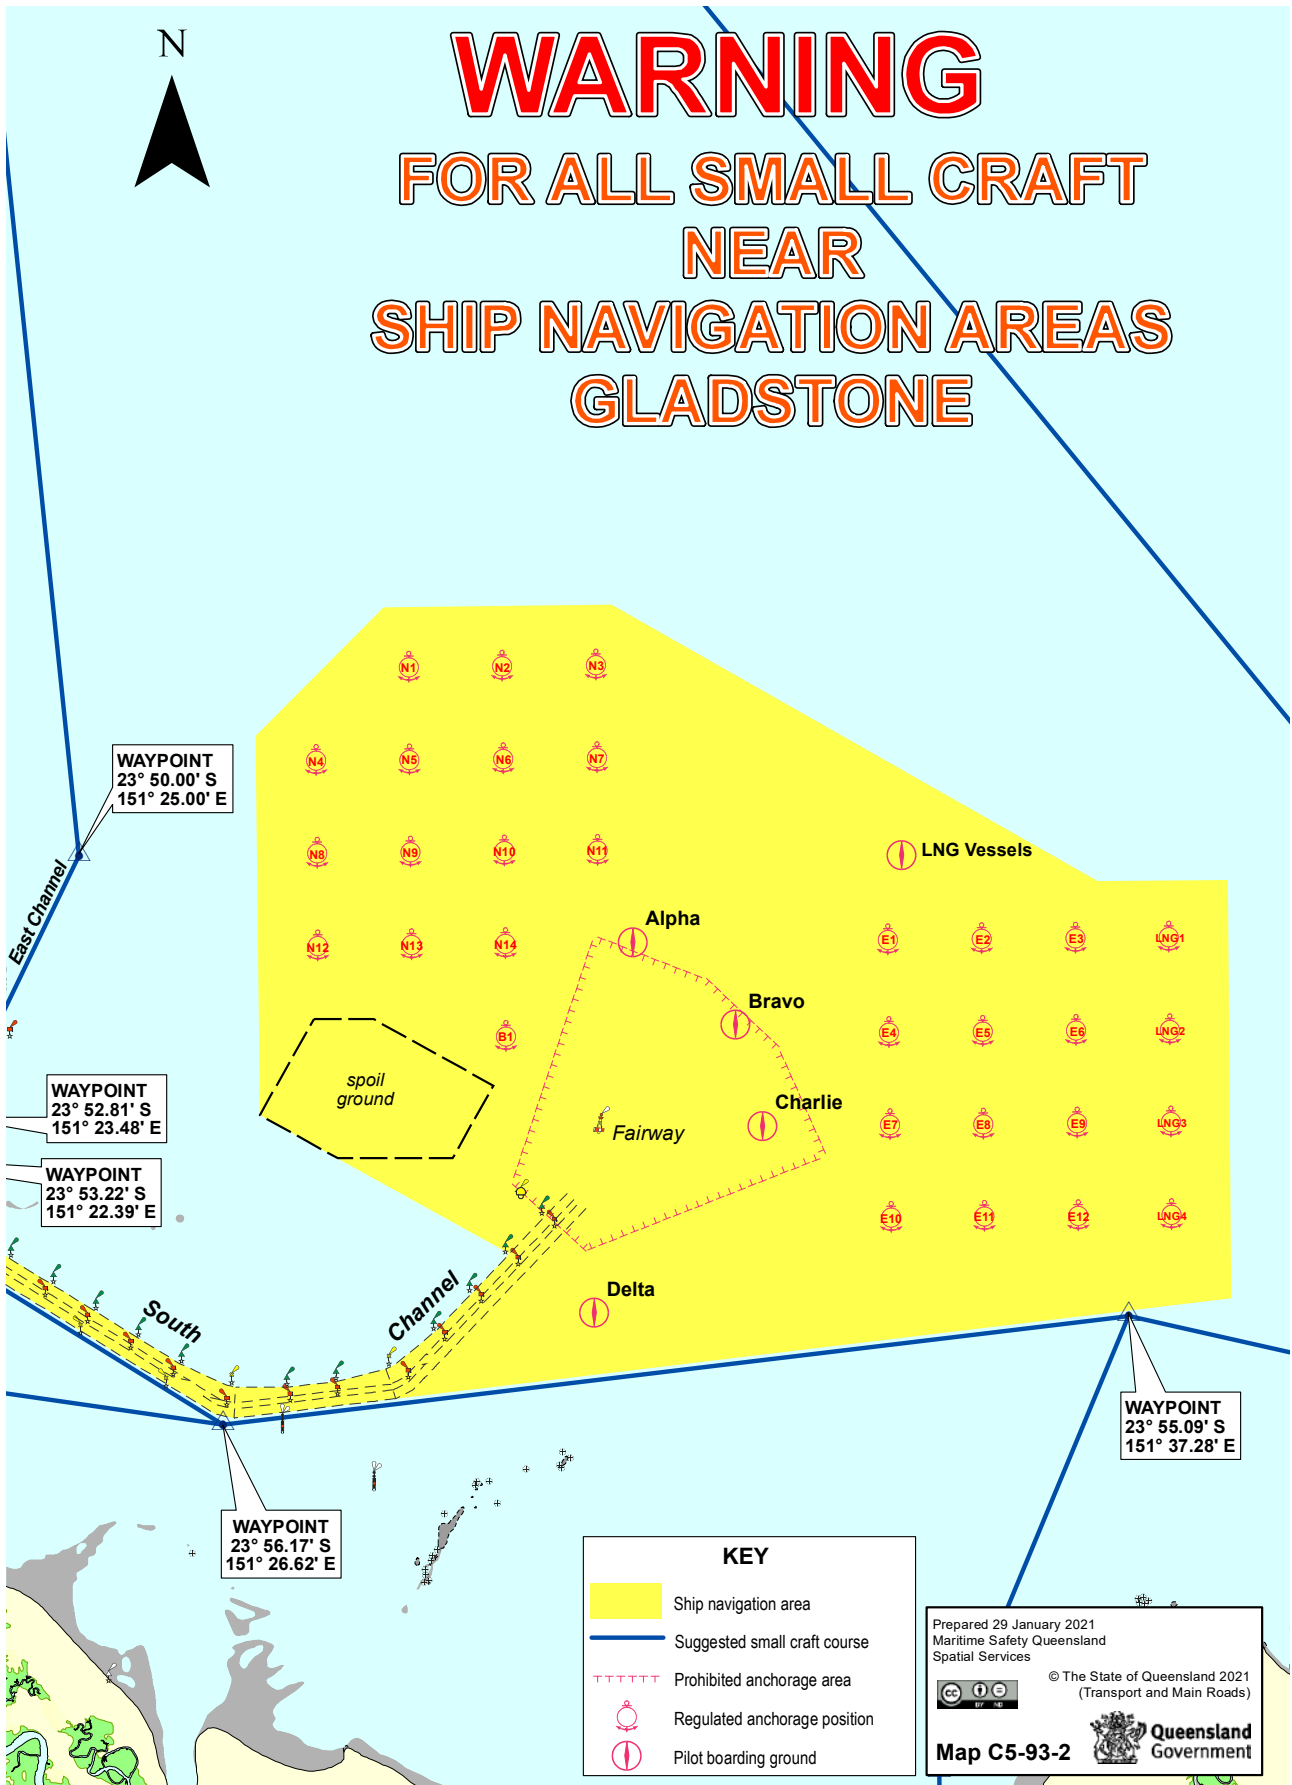 N
WARNING
FOR ALL SMALL CRAFT
NEAR
SHIP NAVIGATION AREAS
GLADSTONE
N1
N2
N3
N4
N5
N6
N7
WAYPOINT
23° 50.00' S
151° 25.00' E
N8
N9
N10
N11
LNG Vessels
East Channel
Alpha
N12
N13
N14
E1
E2
E3
LNG1
Bravo
B1
E4
E5
E6
LNG2
spoil
ground
WAYPOINT
23° 52.81' S
151° 23.48' E
Charlie
Fairway
E7
E8
E9
LNG3
WAYPOINT
23° 53.22' S
151° 22.39' E
E10
E11
E12
LNG4
South
Channel
Delta
WAYPOINT
23° 55.09' S
151° 37.28' E
WAYPOINT
23° 56.17' S
151° 26.62' E
KEY
Ship navigation area
Suggested small craft course
Prohibited anchorage area
Regulated anchorage position
Pilot boarding ground
Prepared 29 January 2021
Maritime Safety Queensland
Spatial Services
© The State of Queensland 2021
(Transport and Main Roads)
cc
BY ND
Map C5-93-2
Queensland
Government